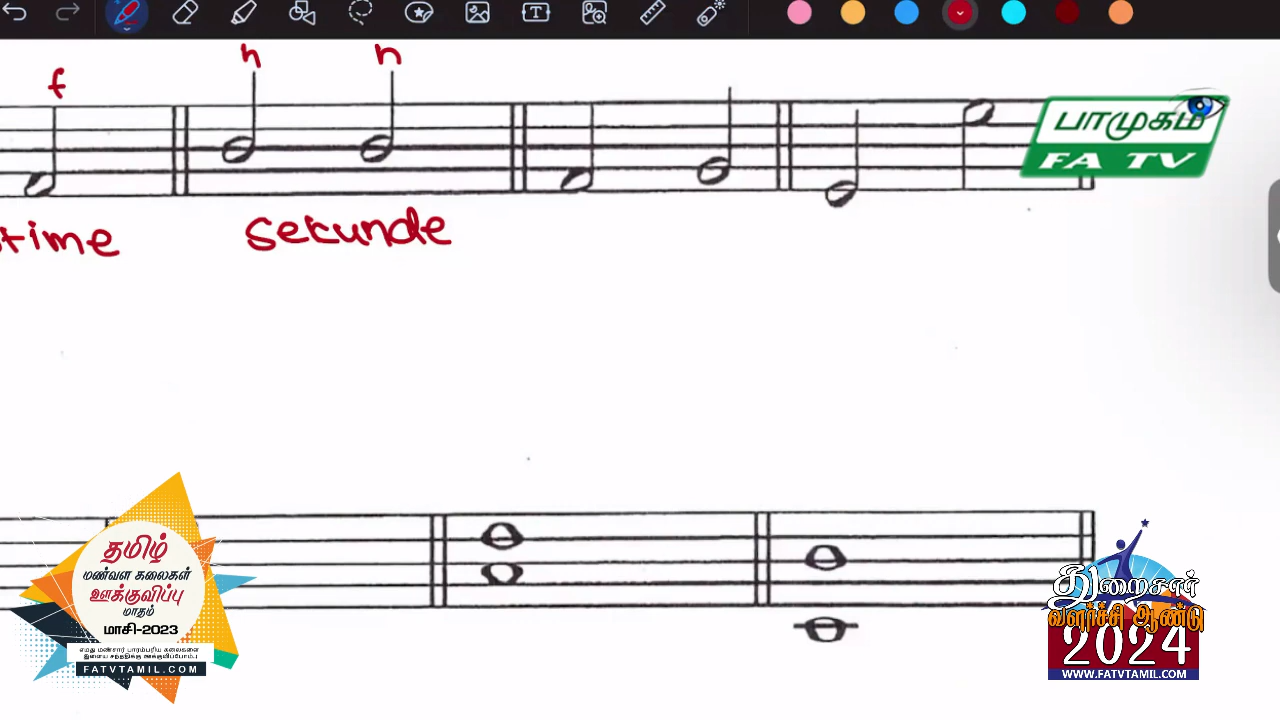 f
h
h
பாமுகம்
FA TV
time
Sekunde
தமிழ்
மண்வள கலைகள்
ஊக்குவிப்பு
மாதம்
மாசி-2023
FATVTAMIL.COM
துறைசார்
வளர்ச்சி ஆண்டு
2024
WWW.FATVTAMIL.COM